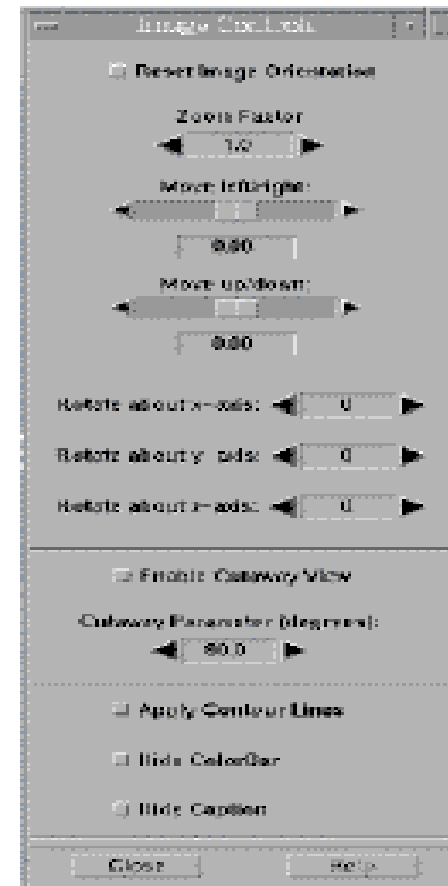 Image Controls
Reset Image Orientation
Zoom Factor
1.0
Move left/right:
0.00
Move up/down:
0.00
Rotate about x-axis: 0
Rotate about y-axis: 0
Rotate about z-axis: 0
Enable Cutaway View
Cutaway Parameter (degrees):
Apply Contour Lines
Hide ColorBar
Hide Caption
Close Help